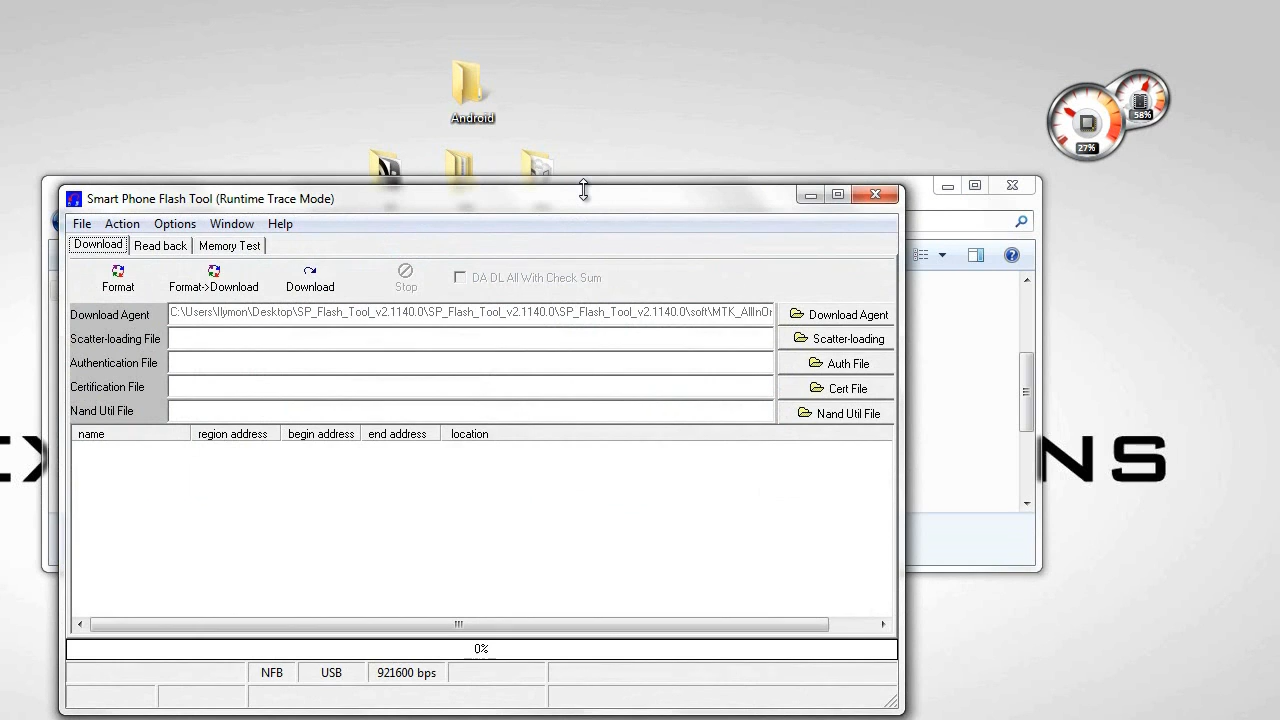 Android
58%
27%
Smart Phone Flash Tool (Runtime Trace Mode)
File Action Options Window Help
Download Read back Memory Test
Format Format->Download Download Stop DA DL All With Check Sum
Download Agent C:\Users\Ilymon\Desktop\SP_Flash_Tool_v2.1140.0\SP_Flash_Tool_v2.1140.0\SP_Flash_Tool_v2.1140.0\soft\MTK_AllInOr Download Agent
Scatter-loading File Scatter-loading
Authentication File Auth File
Certification File Cert File
Nand Util File Nand Util File
name region address begin address end address location
NS
0%
NFB USB 921600 bps